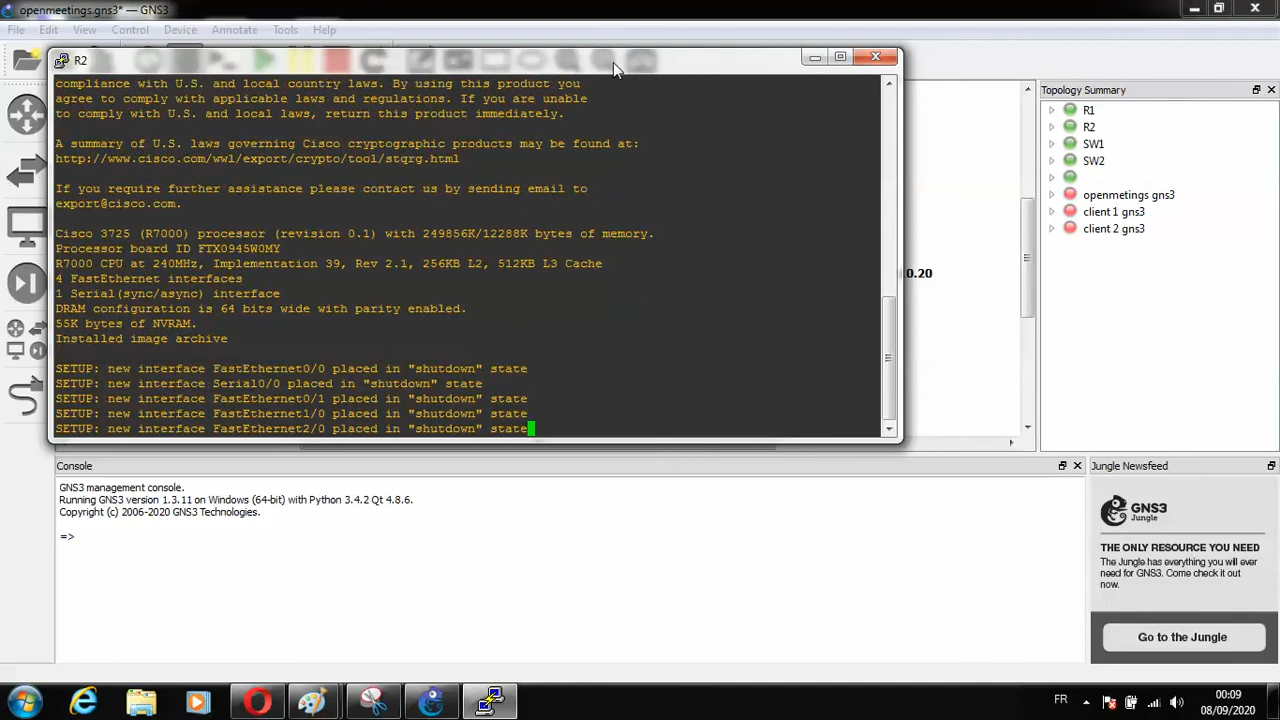 openmeetings.gns3* — GNS3
File Edit View Control Device Annotate Tools Help
R2
compliance with U.S. and local country laws. By using this product you
agree to comply with applicable laws and regulations. If you are unable
to comply with U.S. and local laws, return this product immediately.
A summary of U.S. laws governing Cisco cryptographic products may be found at:
http://www.cisco.com/wwl/export/crypto/tool/stqrg.html
If you require further assistance please contact us by sending email to
export@cisco.com.
Cisco 3725 (R7000) processor (revision 0.1) with 249856K/12288K bytes of memory.
Processor board ID FTX0945W0MY
R7000 CPU at 240MHz, Implementation 39, Rev 2.1, 256KB L2, 512KB L3 Cache
4 FastEthernet interfaces
1 Serial(sync/async) interface
DRAM configuration is 64 bits wide with parity enabled.
55K bytes of NVRAM.
Installed image archive
SETUP: new interface FastEthernet0/0 placed in "shutdown" state
SETUP: new interface Serial0/0 placed in "shutdown" state
SETUP: new interface FastEthernet0/1 placed in "shutdown" state
SETUP: new interface FastEthernet1/0 placed in "shutdown" state
SETUP: new interface FastEthernet2/0 placed in "shutdown" state
0.20
Topology Summary
R1
R2
SW1
SW2
openmetings gns3
client 1 gns3
client 2 gns3
Console
GNS3 management console.
Running GNS3 version 1.3.11 on Windows (64-bit) with Python 3.4.2 Qt 4.8.6.
Copyright (c) 2006-2020 GNS3 Technologies.
=>
Jungle Newsfeed
GNS3
Jungle
THE ONLY RESOURCE YOU NEED
The Jungle has everything you will ever
need for GNS3. Come check it out
now.
Go to the Jungle
FR
00:09
08/09/2020